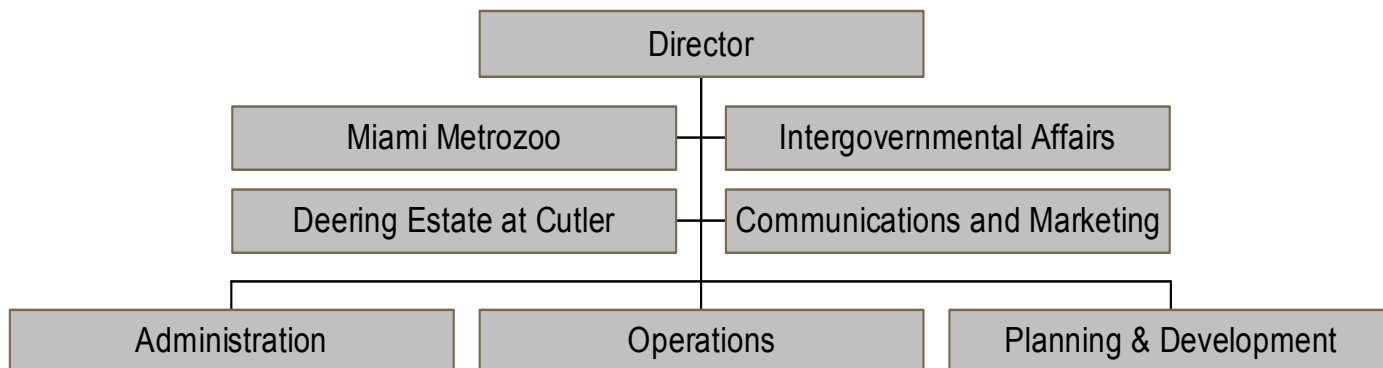 Director
Miami Metrozoo
Intergovernmental Affairs
Deering Estate at Cutler
Communications and Marketing
Administration
Operations
Planning & Development